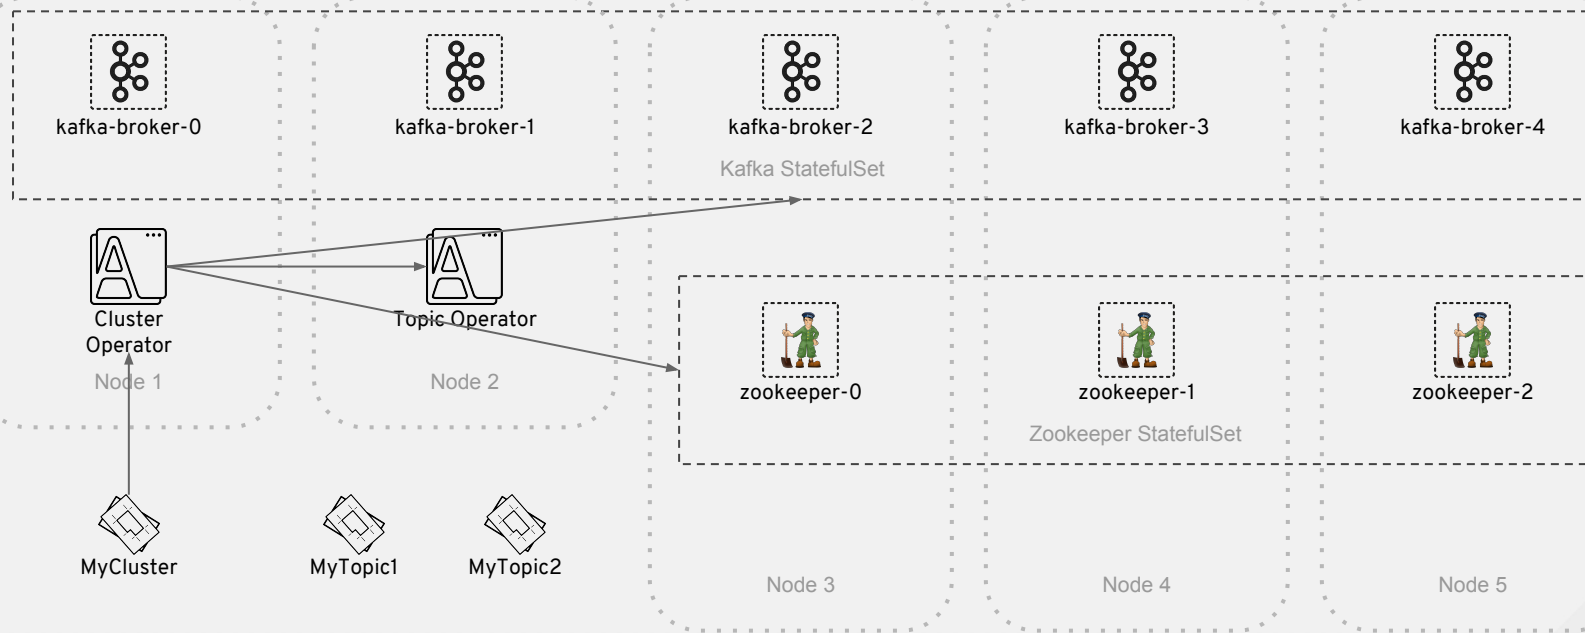 kafka-broker-0
kafka-broker-1
kafka-broker-2
kafka-broker-3
kafka-broker-4
Kafka StatefulSet
Cluster
Operator
Topic Operator
Node 1
Node 2
zookeeper-0
zookeeper-1
zookeeper-2
Zookeeper StatefulSet
MyCluster
MyTopic1
MyTopic2
Node 3
Node 4
Node 5